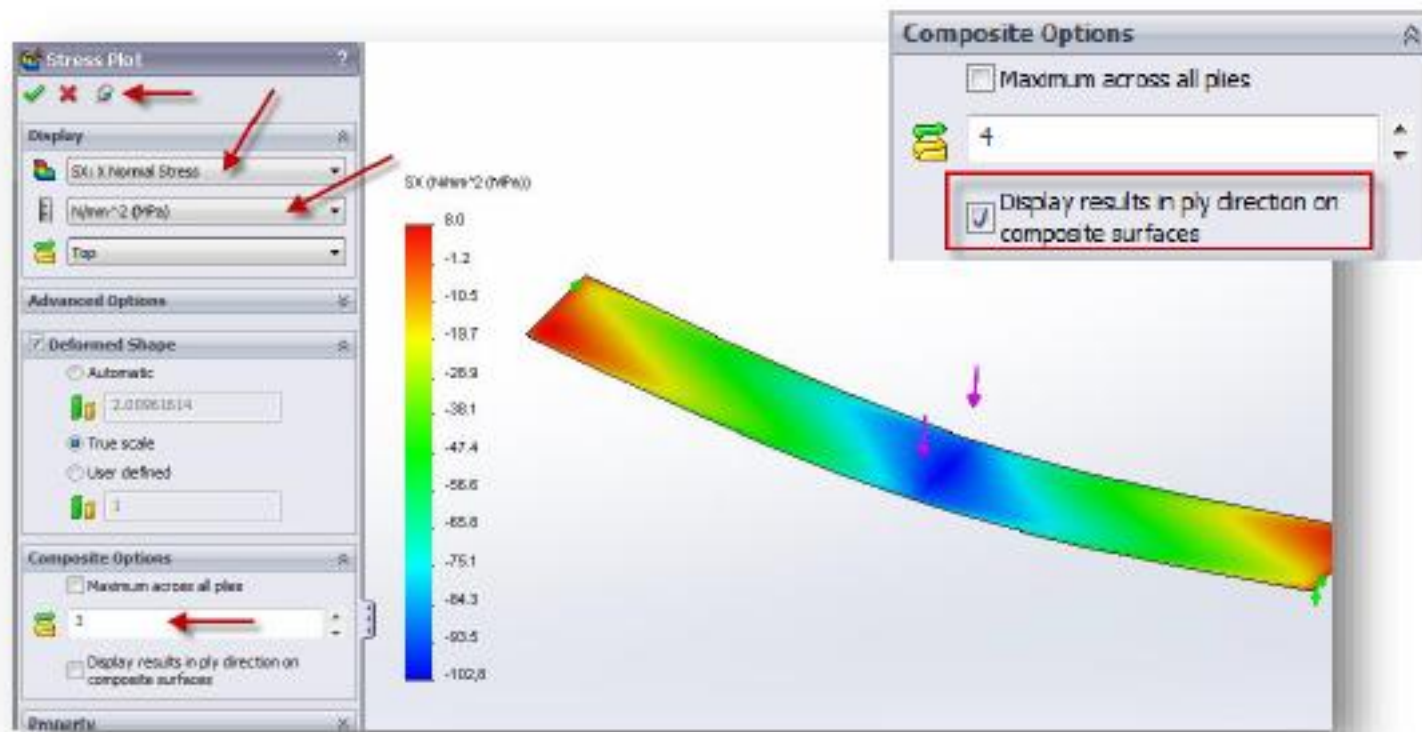 Stress Plot ?
Display
SX: X Normal Stress
N/mm^2 (MPa)
Top
Advanced Options
Deformed Shape
Automatic
2.00961614
True scale
User defined
1
Composite Options
Maximum across all plies
Display results in ply direction on
composite surfaces
Property
SX (N/mm^2 (MPa))
8.0
-1.2
-10.5
-19.7
-28.9
-38.1
-47.4
-56.6
-65.8
-75.1
-84.3
-93.5
-102,8
Composite Options
Maximum across all plies
4
Display results in ply direction on
composite surfaces